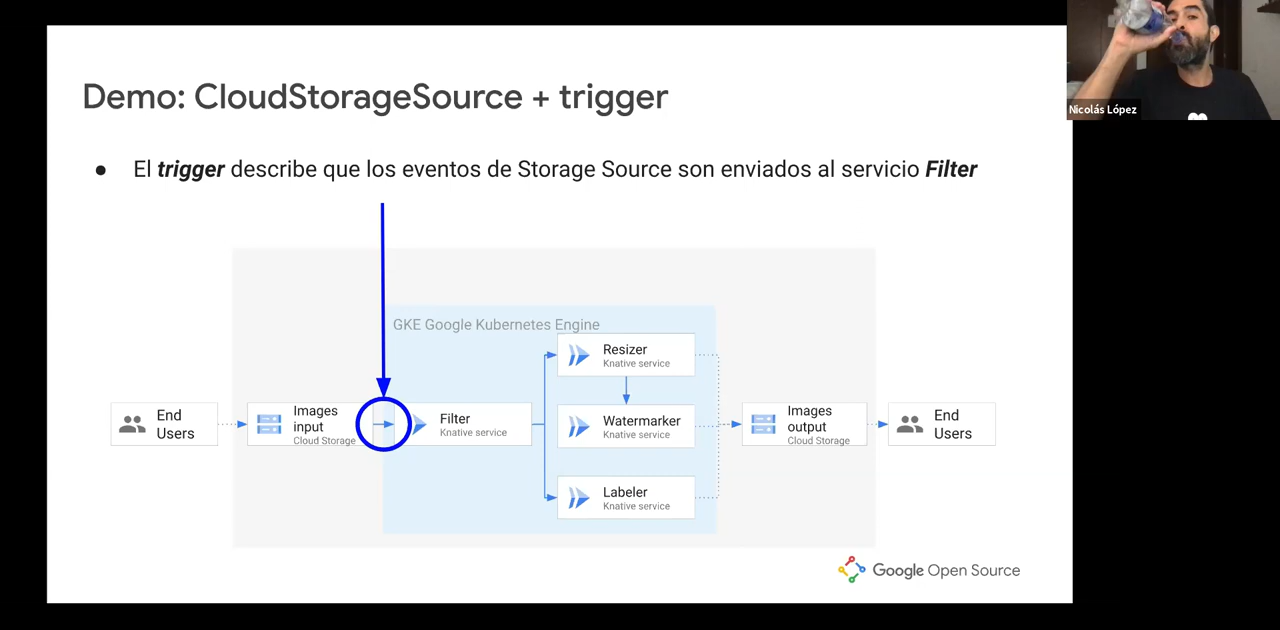 Demo: CloudStorageSource + trigger
Nicolás López
● El trigger describe que los eventos de Storage Source son enviados al servicio Filter
GKE Google Kubernetes Engine
End
Users
Images
input
Cloud Storage
Filter
Knative service
Resizer
Knative service
Watermarker
Knative service
Labeler
Knative service
Images
output
Cloud Storage
End
Users
Google Open Source